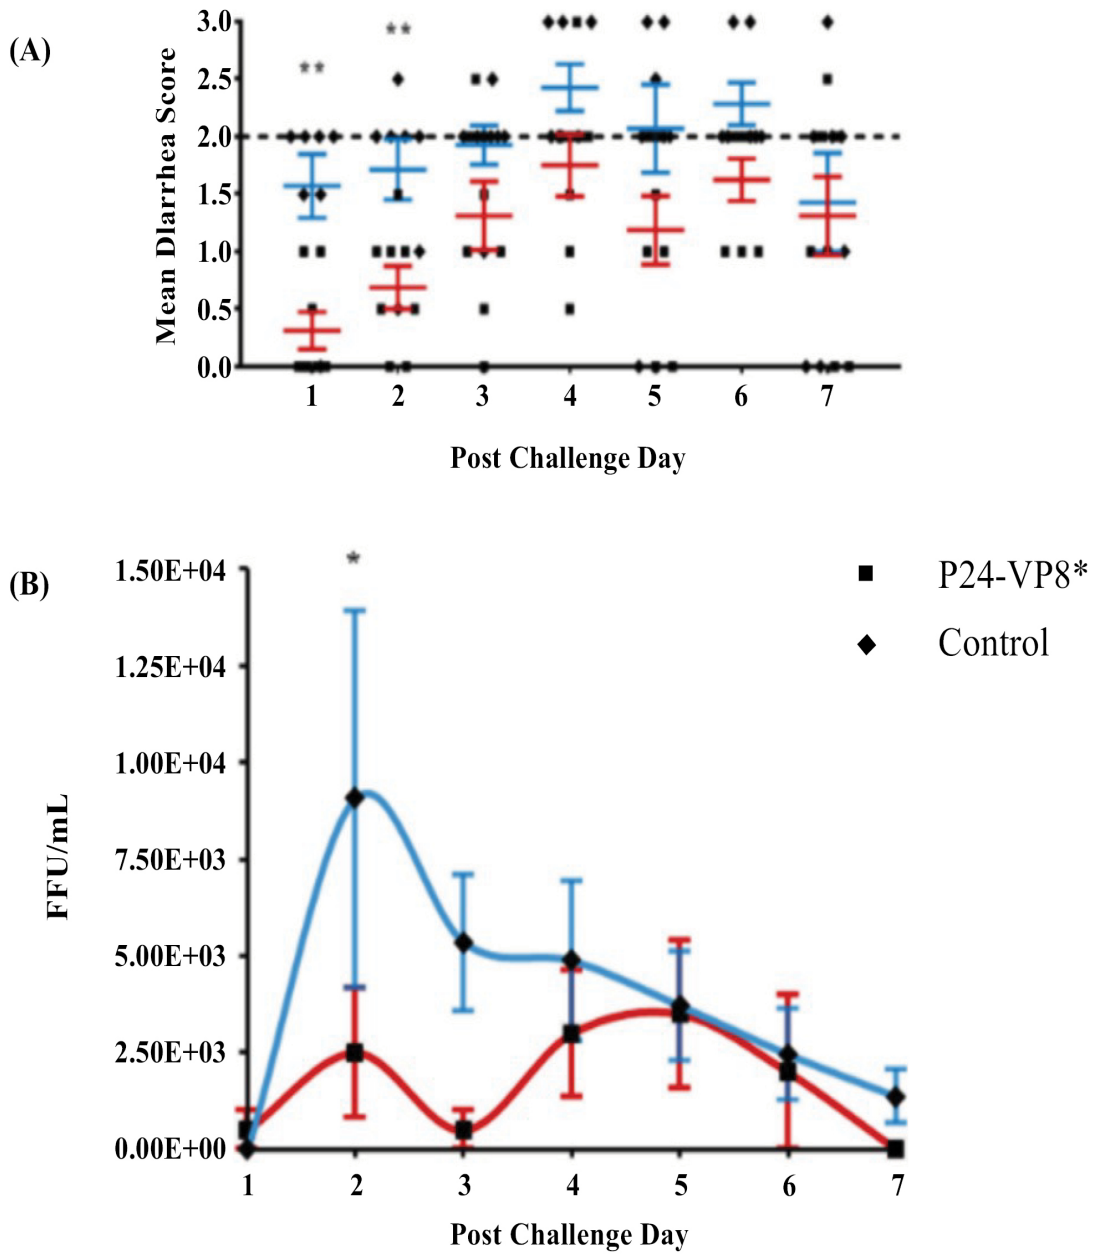 (A)
Mean DIarrhea Score
3.0
**
2.5
**
2.0
1.5
1.0
0.5
0.0
1 2 3 4 5 6 7
Post Challenge Day
(B)
*
FFU/mL
1.50E+04
1.25E+04
1.00E+04
7.50E+03
5.00E+03
2.50E+03
0.00E+00
1 2 3 4 5 6 7
Post Challenge Day
P24-VP8*
Control